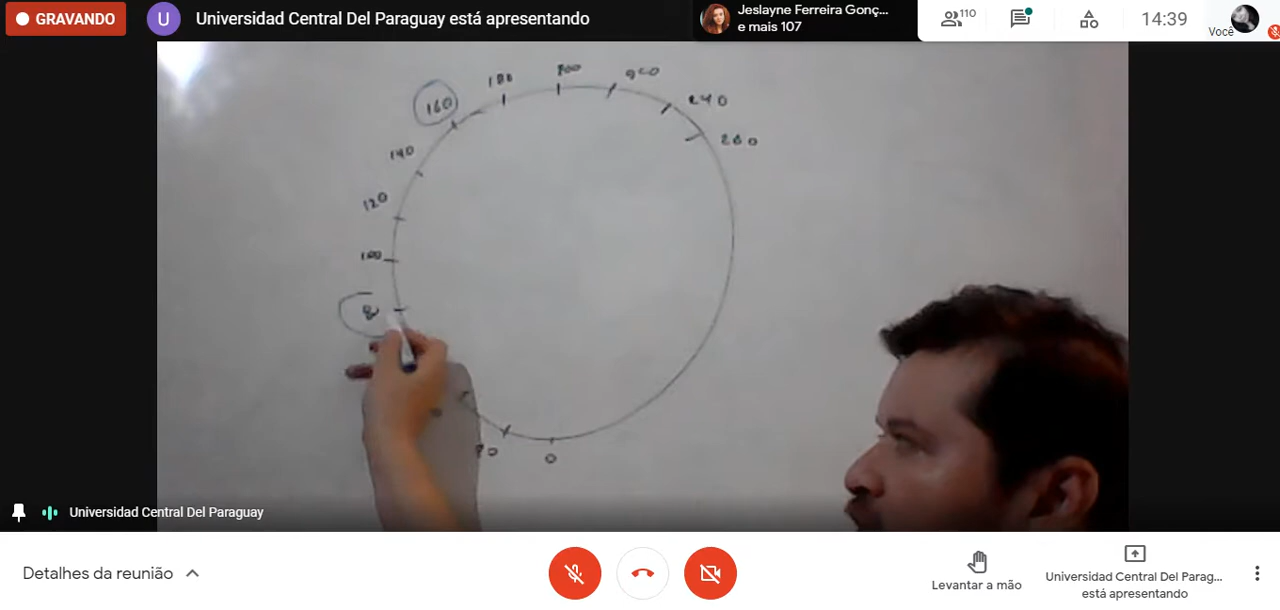 GRAVANDO
U
Universidad Central Del Paraguay está apresentando
Jeslayne Ferreira Gonç...
e mais 107
110
14:39
Você
160
180
200
240
260
140
120
100
80
0
Universidad Central Del Paraguay
Detalhes da reunião
Levantar a mão
Universidad Central Del Parag...
está apresentando